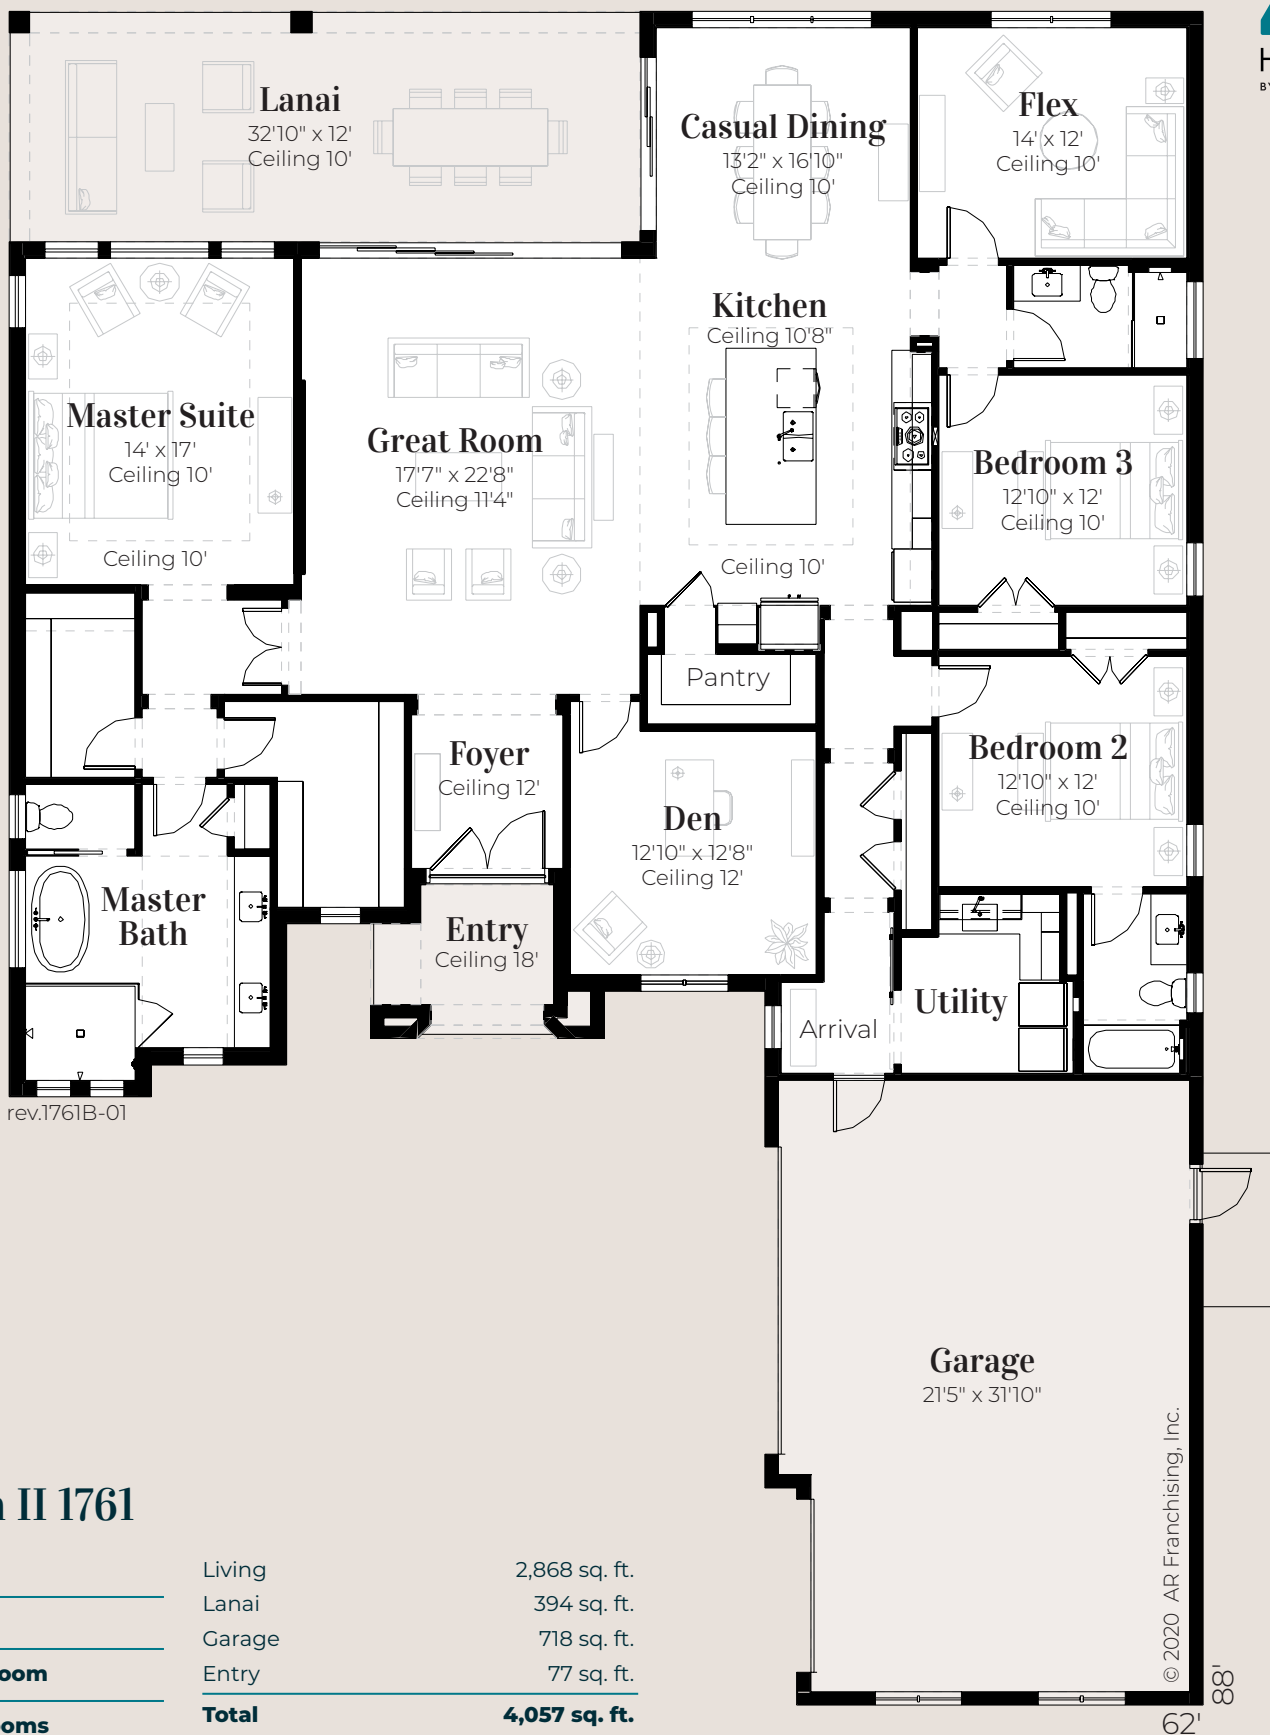 Lanai
32'10" x 12'
Ceiling 10'
Casual Dining
13'2" x 16'10"
Ceiling 10'
Flex
14' x 12'
Ceiling 10'
Kitchen
Ceiling 10'8"
Ceiling 10'
Master Suite
14' x 17'
Ceiling 10'
Ceiling 10'
Great Room
17'7" x 22'8"
Ceiling 11'4"
Bedroom 3
12'10" x 12'
Ceiling 10'
Pantry
Foyer
Ceiling 12'
Bedroom 2
12'10" x 12'
Ceiling 10'
Den
12'10" x 12'8"
Ceiling 12'
Master
Bath
Entry
Ceiling 18'
Utility
Arrival
rev.1761B-01
Garage
21'5" x 31'10"
© 2020 AR Franchising, Inc.
88'
62'
II 1761
Living 2,868 sq. ft.
Lanai 394 sq. ft.
Garage 718 sq. ft.
Entry 77 sq. ft.
Total 4,057 sq. ft.
oom
oms